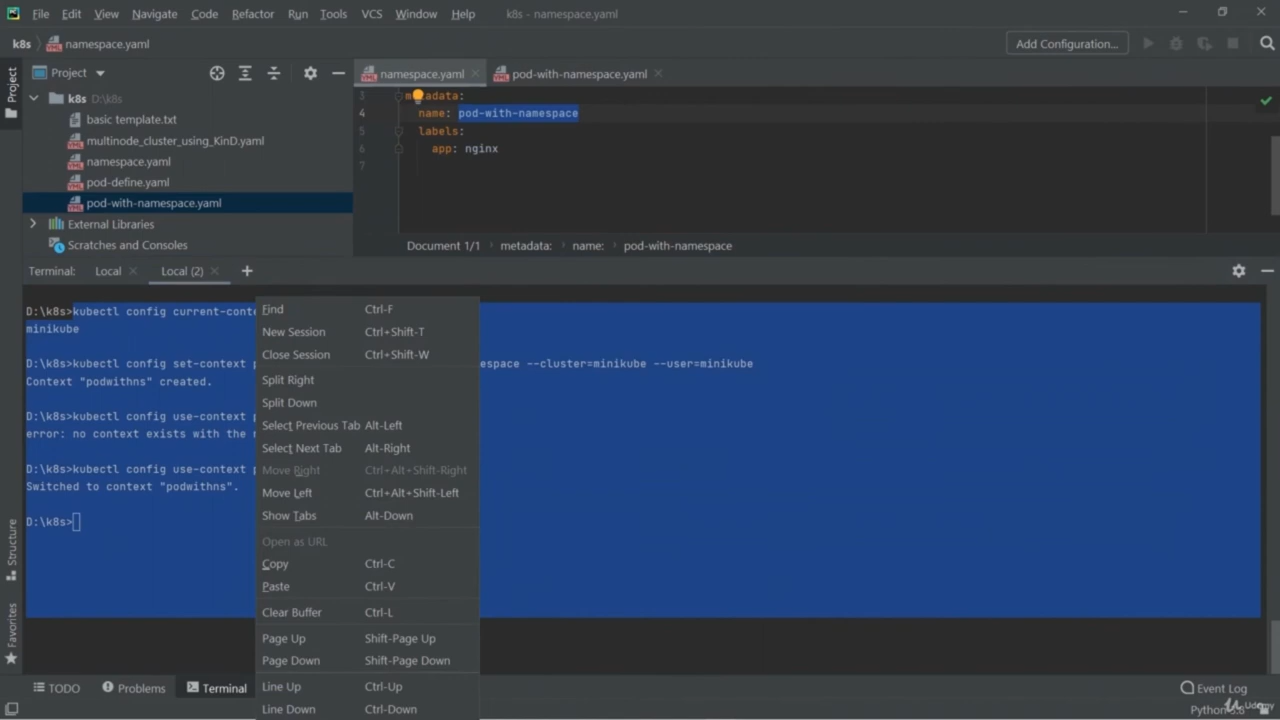 File Edit View Navigate Code Refactor Run Tools VCS Window Help k8s - namespace.yaml
k8s namespace.yaml Add Configuration...
Project namespace.yaml pod-with-namespace.yaml
Project
k8s D:\k8s
basic template.txt
multinode_cluster_using_KinD.yaml
namespace.yaml
pod-define.yaml
pod-with-namespace.yaml
External Libraries
Scratches and Consoles
3 adata:
4 name: pod-with-namespace
5 labels:
6 app: nginx
7
Document 1/1 metadata: name: pod-with-namespace
Terminal: Local Local (2) +
D:\k8s>kubectl config current-conte
minikube
D:\k8s>kubectl config set-context p espace --cluster=minikube --user=minikube
Context "podwithns" created.
D:\k8s>kubectl config use-context p
error: no context exists with the n
D:\k8s>kubectl config use-context p
Switched to context "podwithns".
D:\k8s>
Find Ctrl-F
New Session Ctrl+Shift-T
Close Session Ctrl+Shift-W
Split Right
Split Down
Select Previous Tab Alt-Left
Select Next Tab Alt-Right
Move Right Ctrl+Alt+Shift-Right
Move Left Ctrl+Alt+Shift-Left
Show Tabs Alt-Down
Open as URL
Copy Ctrl-C
Paste Ctrl-V
Clear Buffer Ctrl-L
Page Up Shift-Page Up
Page Down Shift-Page Down
Line Up Ctrl-Up
Line Down Ctrl-Down
Structure
Favorites
TODO Problems Terminal Event Log
Udemy